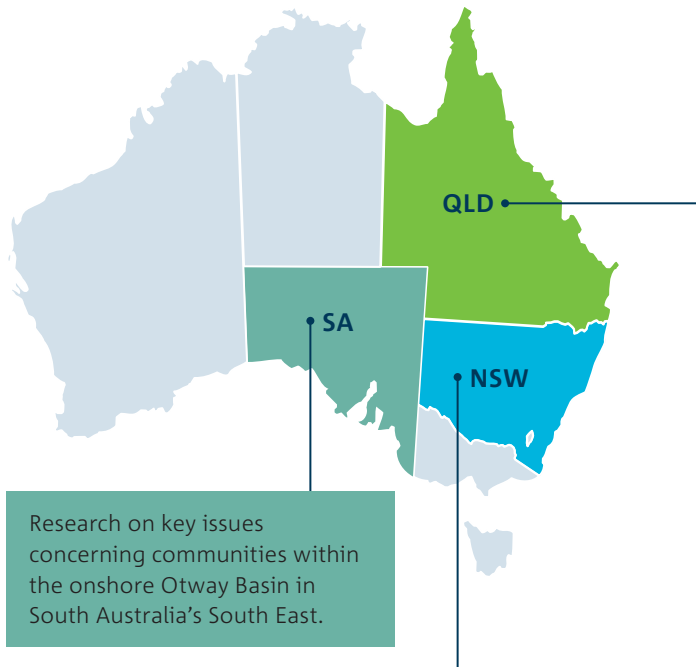 QLD
SA
NSW
Research on key issues
concerning communities within
the onshore Otway Basin in
South Australia's South East.